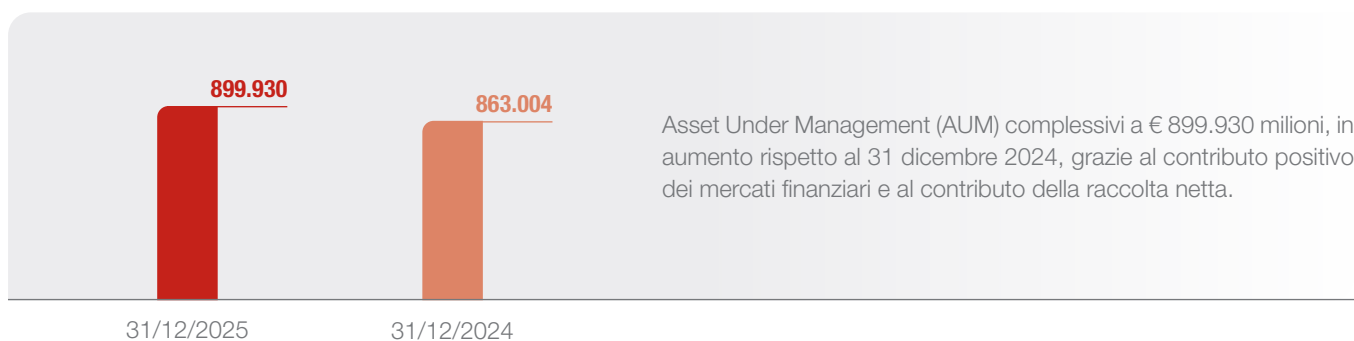 899.930
863.004
Asset Under Management (AUM) complessivi a € 899.930 milioni, in
aumento rispetto al 31 dicembre 2024, grazie al contributo positivo
dei mercati finanziari e al contributo della raccolta netta.
31/12/2025
31/12/2024